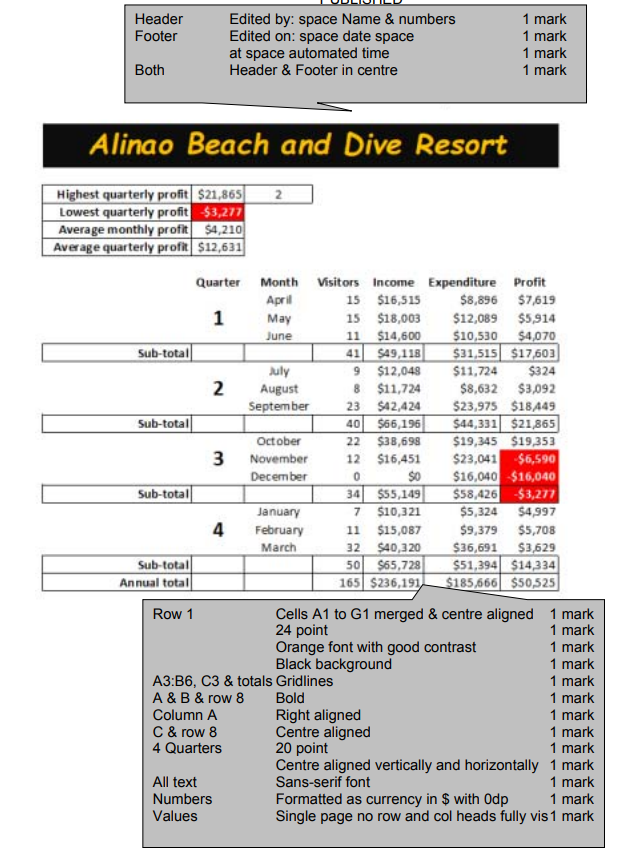 PUBLISHED
Header Edited by: space Name & numbers 1 mark
Footer Edited on: space date space 1 mark
at space automated time 1 mark
Both Header & Footer in centre 1 mark
Alinao Beach and Dive Resort
Highest quarterly profit $21,865 2
Lowest quarterly profit -$3,277
Average monthly profit $4,210
Average quarterly profit $12,631
Quarter Month Visitors Income Expenditure Profit
April 15 $16,515 $8,896 $7,619
1 May 15 $18,003 $12,089 $5,914
June 11 $14,600 $10,530 $4,070
Sub-total 41 $49,118 $31,515 $17,603
July 9 $12,048 $11,724 $324
2 August 8 $11,724 $8,632 $3,092
September 23 $42,424 $23,975 $18,449
Sub-total 40 $66,196 $44,331 $21,865
October 22 $38,698 $19,345 $19,353
3 November 12 $16,451 $23,041 -$6,590
December 0 $0 $16,040 -$16,040
Sub-total 34 $55,149 $58,426 -$3,277
January 7 $10,321 $5,324 $4,997
4 February 11 $15,087 $9,379 $5,708
March 32 $40,320 $36,691 $3,629
Sub-total 50 $65,728 $51,394 $14,334
Annual total 165 $236,191 $185,666 $50,525
Row 1 Cells A1 to G1 merged & centre aligned 1 mark
24 point 1 mark
Orange font with good contrast 1 mark
Black background 1 mark
A3:B6, C3 & totals Gridlines 1 mark
A & B & row 8 Bold 1 mark
Column A Right aligned 1 mark
C & row 8 Centre aligned 1 mark
4 Quarters 20 point 1 mark
Centre aligned vertically and horizontally 1 mark
All text Sans-serif font 1 mark
Numbers Formatted as currency in $ with 0dp 1 mark
Values Single page no row and col heads fully vis 1 mark